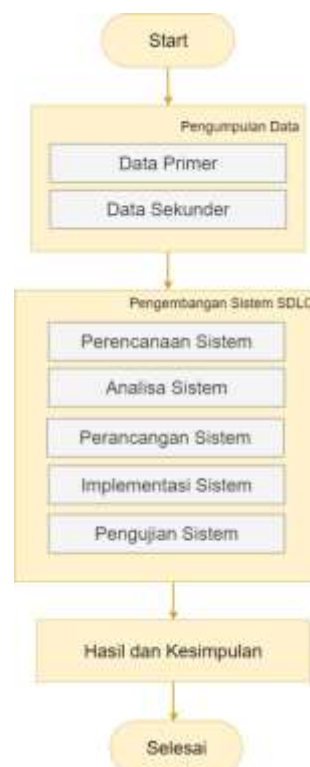 Start
Pengumpulan Data
Data Primer
Data Sekunder
Pengembangan Sistem SDLC
Perencanaan Sistem
Analisa Sistem
Perancangan Sistem
Implementasi Sistem
Pengujian Sistem
Hasil dan Kesimpulan
Selesai